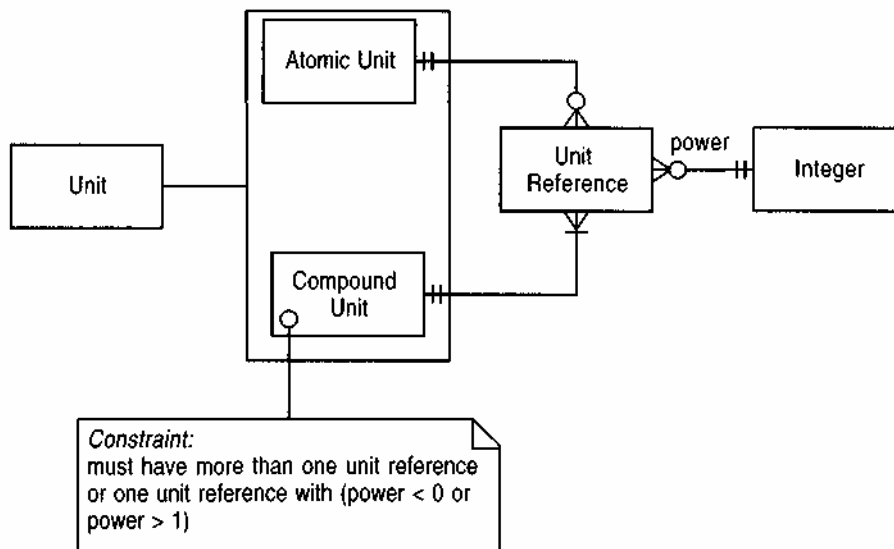 Atomic Unit
Unit
Unit
Reference
power
Integer
Compound
Unit
Constraint:
must have more than one unit reference
or one unit reference with (power < 0 or
power > 1)